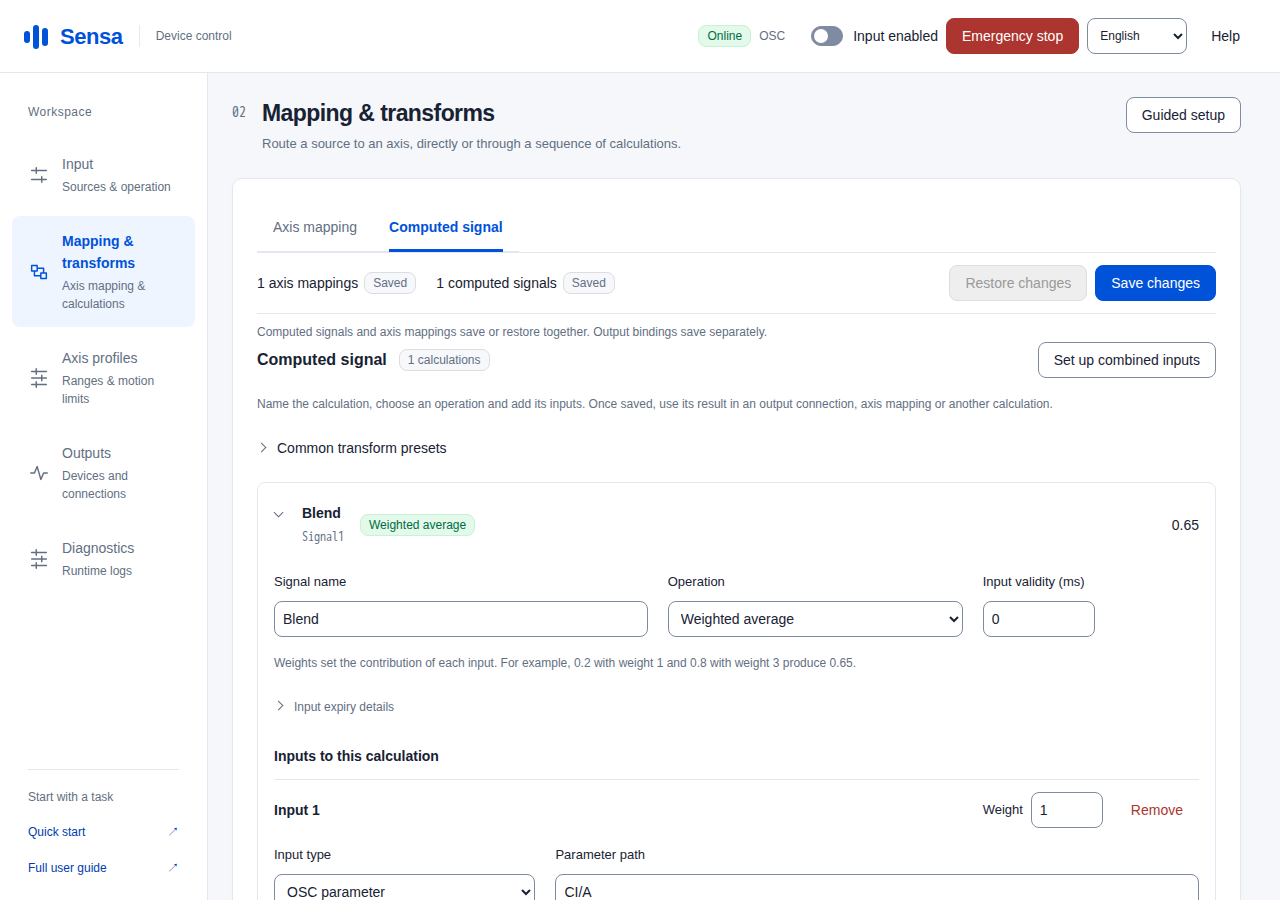 Sensa
Device control
Online
OSC
Input enabled
Emergency stop
English
Help
Workspace
Input
Sources & operation
Mapping &
transforms
Axis mapping &
calculations
Axis profiles
Ranges & motion
limits
Outputs
Devices and
connections
Diagnostics
Runtime logs
Start with a task
Quick start
Full user guide
02
Mapping & transforms
Route a source to an axis, directly or through a sequence of calculations.
Guided setup
Axis mapping
Computed signal
1 axis mappings Saved
1 computed signals Saved
Restore changes
Save changes
Computed signals and axis mappings save or restore together. Output bindings save separately.
Computed signal
1 calculations
Set up combined inputs
Name the calculation, choose an operation and add its inputs. Once saved, use its result in an output connection, axis mapping or another calculation.
Common transform presets
Blend
Signal1
Weighted average
0.65
Signal name
Operation
Input validity (ms)
Blend
Weighted average
0
Weights set the contribution of each input. For example, 0.2 with weight 1 and 0.8 with weight 3 produce 0.65.
Input expiry details
Inputs to this calculation
Input 1
Weight
1
Remove
Input type
Parameter path
OSC parameter
CI/A